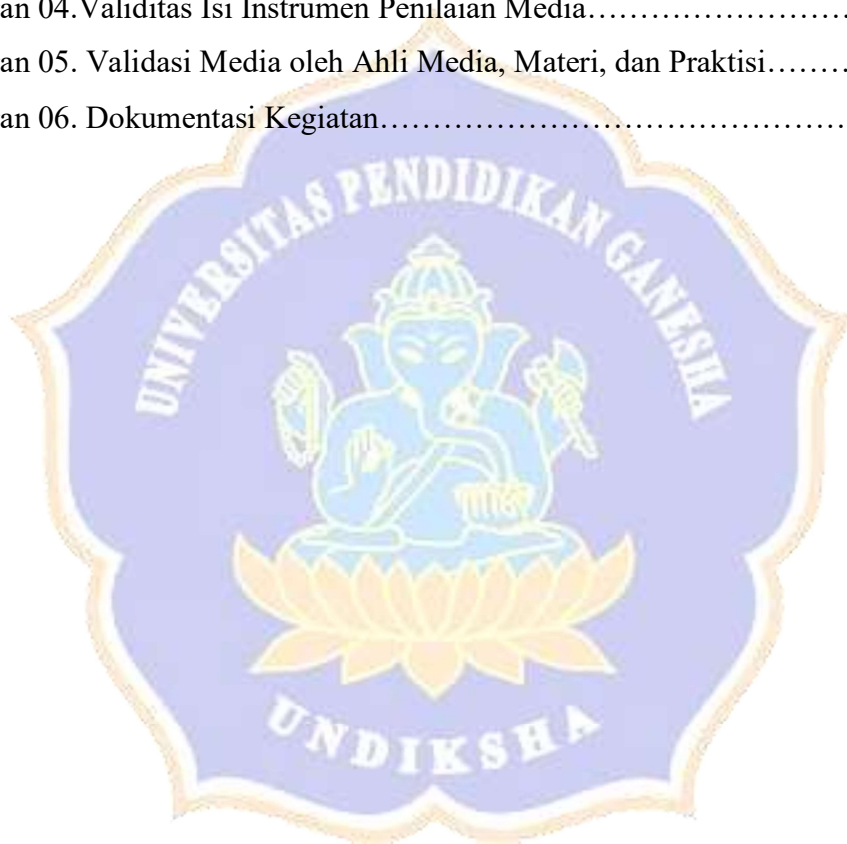 an 04.Validitas Isi Instrumen Penilaian Media……………………
an 05. Validasi Media oleh Ahli Media, Materi, dan Praktisi………
an 06. Dokumentasi Kegiatan………………………………………
UNIVERSITAS PENDIDIKAN GANESHA
UNDIKSHA